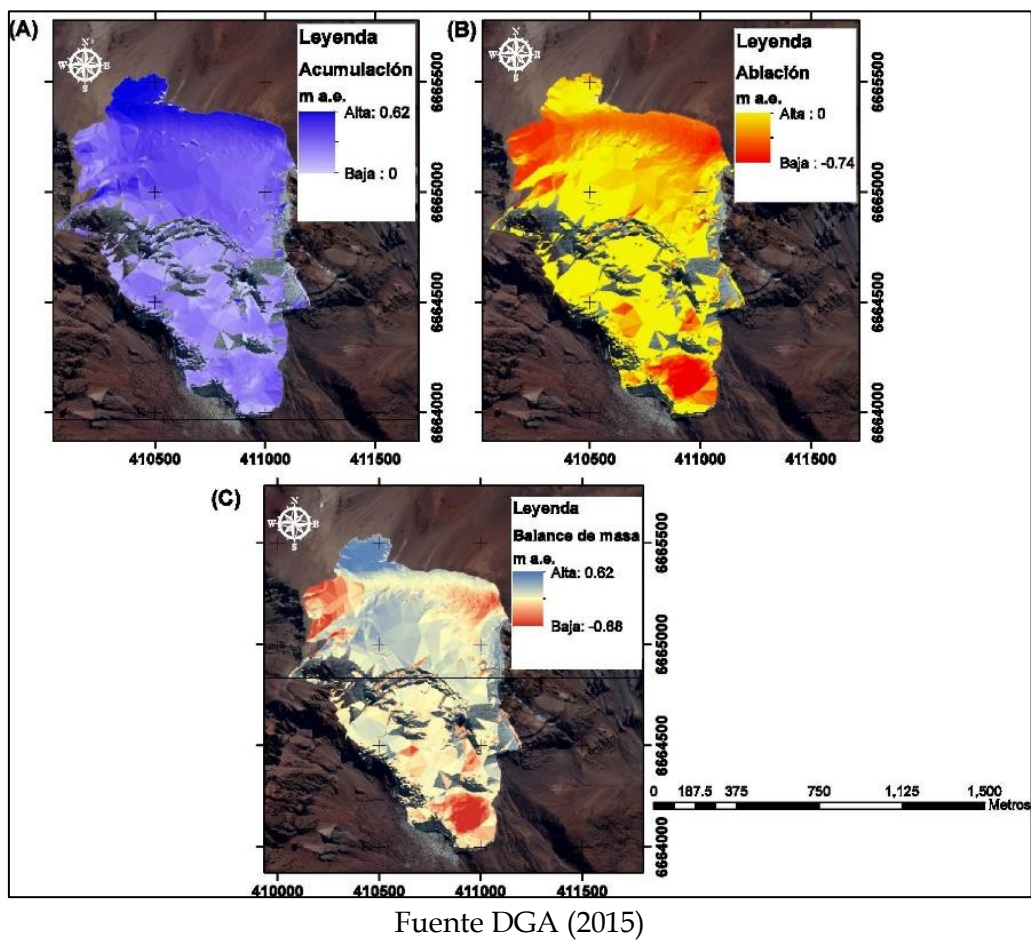 (A)
N
W E
S
Leyenda
Acumulación
m a.e.
Alta: 0.62
Baja : 0
6665500
6665000
6664500
6664000
410500 411000 411500
(B)
N
W E
S
Leyenda
Ablación
m a.e.
Alta : 0
Baja : -0.74
6665500
6665000
6664500
6664000
410500 411000 411500
(C)
N
W E
S
Leyenda
Balance de masa
m a.e.
Alta: 0.62
Baja: -0.68
6665500
6665000
6664500
6664000
410000 410500 411000 411500
0 187.5 375 750 1,125 1,500
Metros
Fuente DGA (2015)